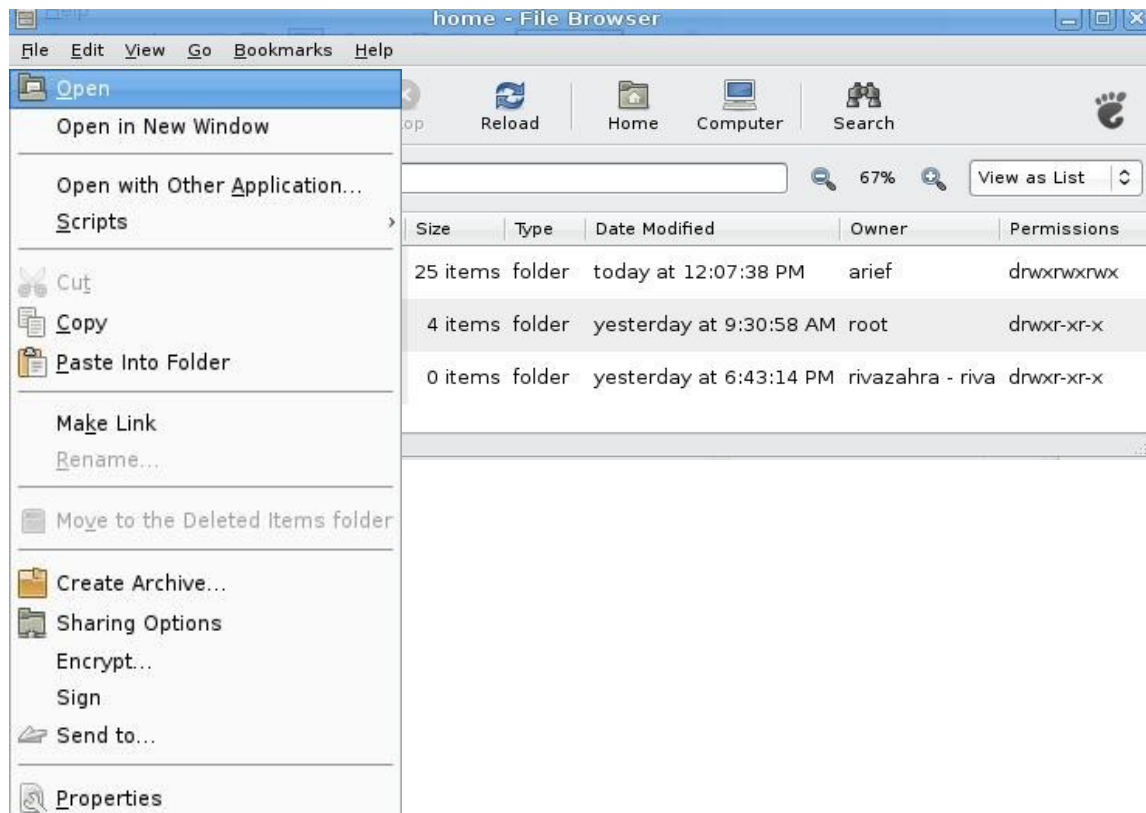 Help
home - File Browser
File Edit View Go Bookmarks Help
Open
Open in New Window
Open with Other Application...
Scripts
Cut
Copy
Paste Into Folder
Make Link
Rename...
Move to the Deleted Items folder
Create Archive...
Sharing Options
Encrypt...
Sign
Send to...
Properties
Reload Home Computer Search
67% View as List
Size Type Date Modified Owner Permissions
25 items folder today at 12:07:38 PM arief drwxrwxrwx
4 items folder yesterday at 9:30:58 AM root drwxr-xr-x
0 items folder yesterday at 6:43:14 PM rivazahra - riva drwxr-xr-x